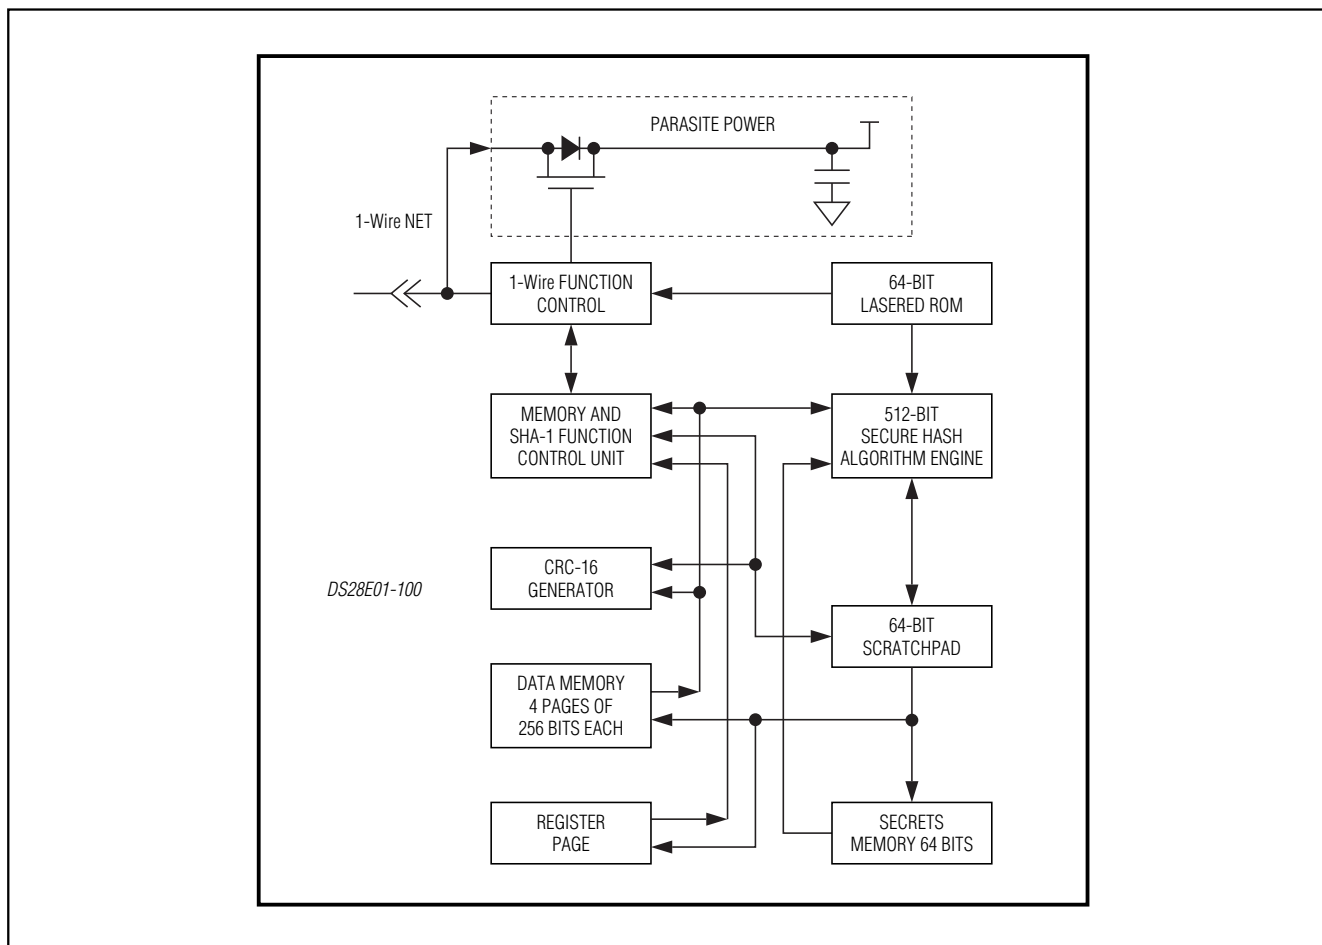 PARASITE POWER
1-Wire NET
1-Wire FUNCTION
CONTROL
64-BIT
LASERED ROM
MEMORY AND
SHA-1 FUNCTION
CONTROL UNIT
512-BIT
SECURE HASH
ALGORITHM ENGINE
CRC-16
GENERATOR
DS28E01-100
64-BIT
SCRATCHPAD
DATA MEMORY
4 PAGES OF
256 BITS EACH
REGISTER
PAGE
SECRETS
MEMORY 64 BITS